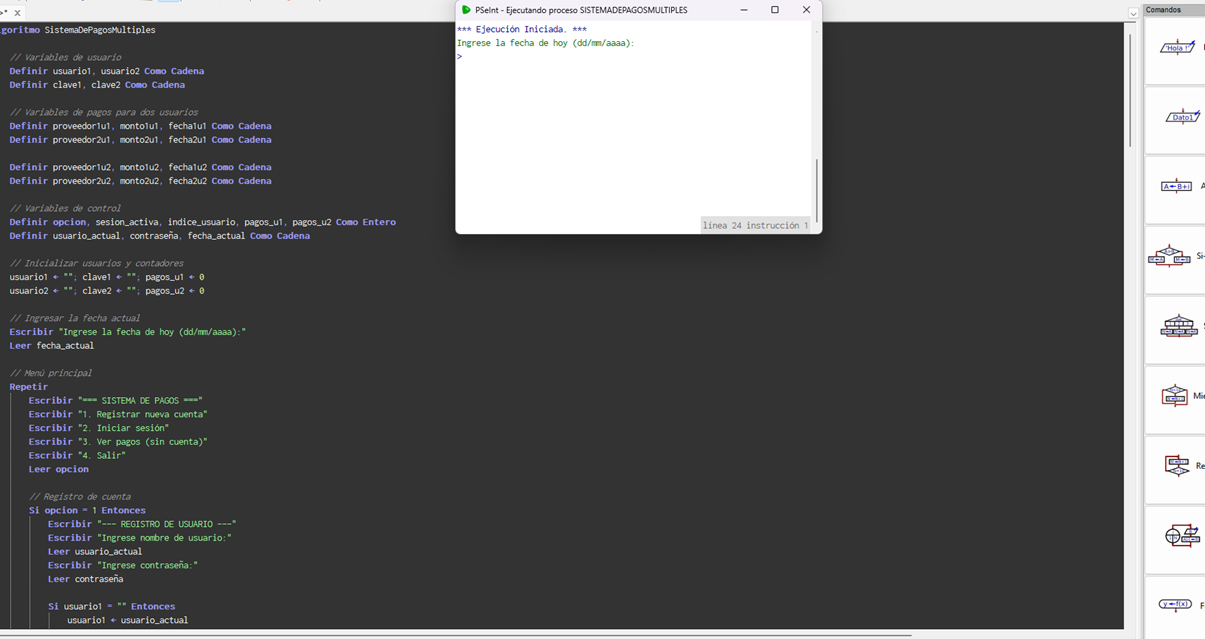 PSeInt - Ejecutando proceso SISTEMADEPAGOSMULTIPLES
*** Ejecución Iniciada. ***
Ingrese la fecha de hoy (dd/mm/aaaa):
>
línea 24 instrucción 1
goritmo SistemaDePagosMultiples
// Variables de usuario
Definir usuario1, usuario2 Como Cadena
Definir clave1, clave2 Como Cadena
// Variables de pagos para dos usuarios
Definir proveedor1u1, monto1u1, fecha1u1 Como Cadena
Definir proveedor2u1, monto2u1, fecha2u1 Como Cadena
Definir proveedor1u2, monto1u2, fecha1u2 Como Cadena
Definir proveedor2u2, monto2u2, fecha2u2 Como Cadena
// Variables de control
Definir opcion, sesion_activa, indice_usuario, pagos_u1, pagos_u2 Como Entero
Definir usuario_actual, contraseña, fecha_actual Como Cadena
// Inicializar usuarios y contadores
usuario1 ← ""; clave1 ← ""; pagos_u1 ← 0
usuario2 ← ""; clave2 ← ""; pagos_u2 ← 0
// Ingresar la fecha actual
Escribir "Ingrese la fecha de hoy (dd/mm/aaaa):"
Leer fecha_actual
// Menú principal
Repetir
Escribir "=== SISTEMA DE PAGOS ==="
Escribir "1. Registrar nueva cuenta"
Escribir "2. Iniciar sesión"
Escribir "3. Ver pagos (sin cuenta)"
Escribir "4. Salir"
Leer opcion
// Registro de cuenta
Si opcion = 1 Entonces
Escribir "--- REGISTRO DE USUARIO ---"
Escribir "Ingrese nombre de usuario:"
Leer usuario_actual
Escribir "Ingrese contraseña:"
Leer contraseña
Si usuario1 = "" Entonces
usuario1 ← usuario_actual
Comandos
'Hola !'
Dato1
A←B+i
Si-
Mie
Re
y←f(x)
F